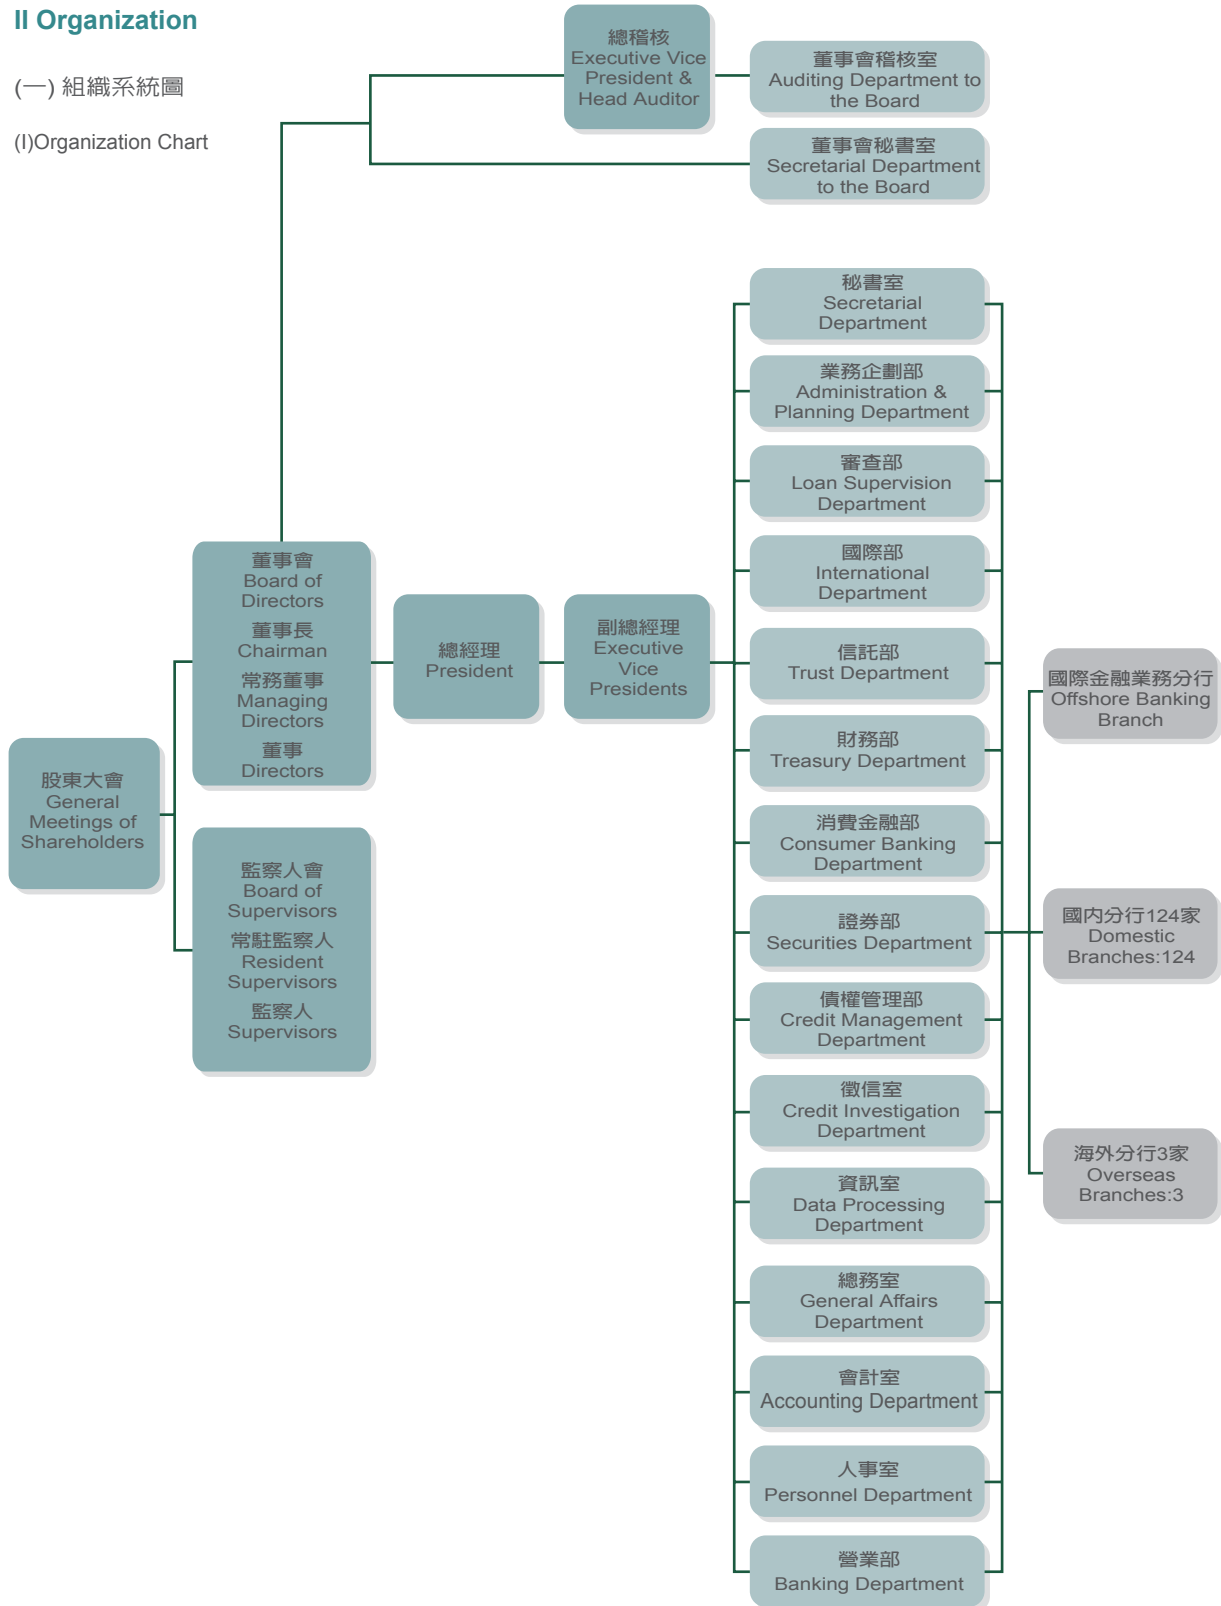 II Organization
(一) 組織系統圖
(I)Organization Chart
總稽核
Executive Vice
President &
Head Auditor
董事會稽核室
Auditing Department to
the Board
董事會秘書室
Secretarial Department
to the Board
股東大會
General
Meetings of
Shareholders
董事會
Board of
Directors
董事長
Chairman
常務董事
Managing
Directors
董事
Directors
監察人會
Board of
Supervisors
常駐監察人
Resident
Supervisors
監察人
Supervisors
總經理
President
副總經理
Executive
Vice
Presidents
秘書室
Secretarial
Department
業務企劃部
Administration &
Planning Department
審查部
Loan Supervision
Department
國際部
International
Department
信託部
Trust Department
財務部
Treasury Department
消費金融部
Consumer Banking
Department
證券部
Securities Department
債權管理部
Credit Management
Department
徵信室
Credit Investigation
Department
資訊室
Data Processing
Department
總務室
General Affairs
Department
會計室
Accounting Department
人事室
Personnel Department
營業部
Banking Department
國際金融業務分行
Offshore Banking
Branch
國內分行124家
Domestic
Branches:124
海外分行3家
Overseas
Branches:3